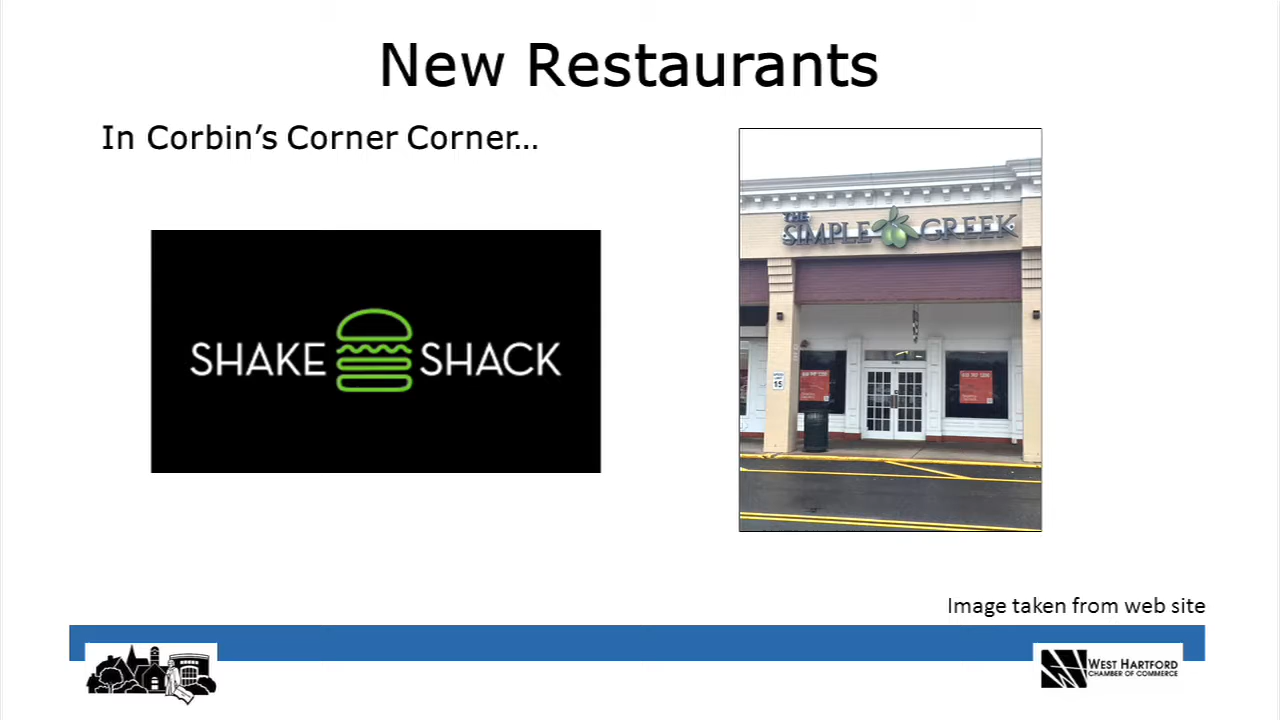 New Restaurants
In Corbin's Corner Corner...
SHAKE SHACK
THE
SIMPLE GREEK
15
Image taken from web site
WEST HARTFORD
CHAMBER OF COMMERCE